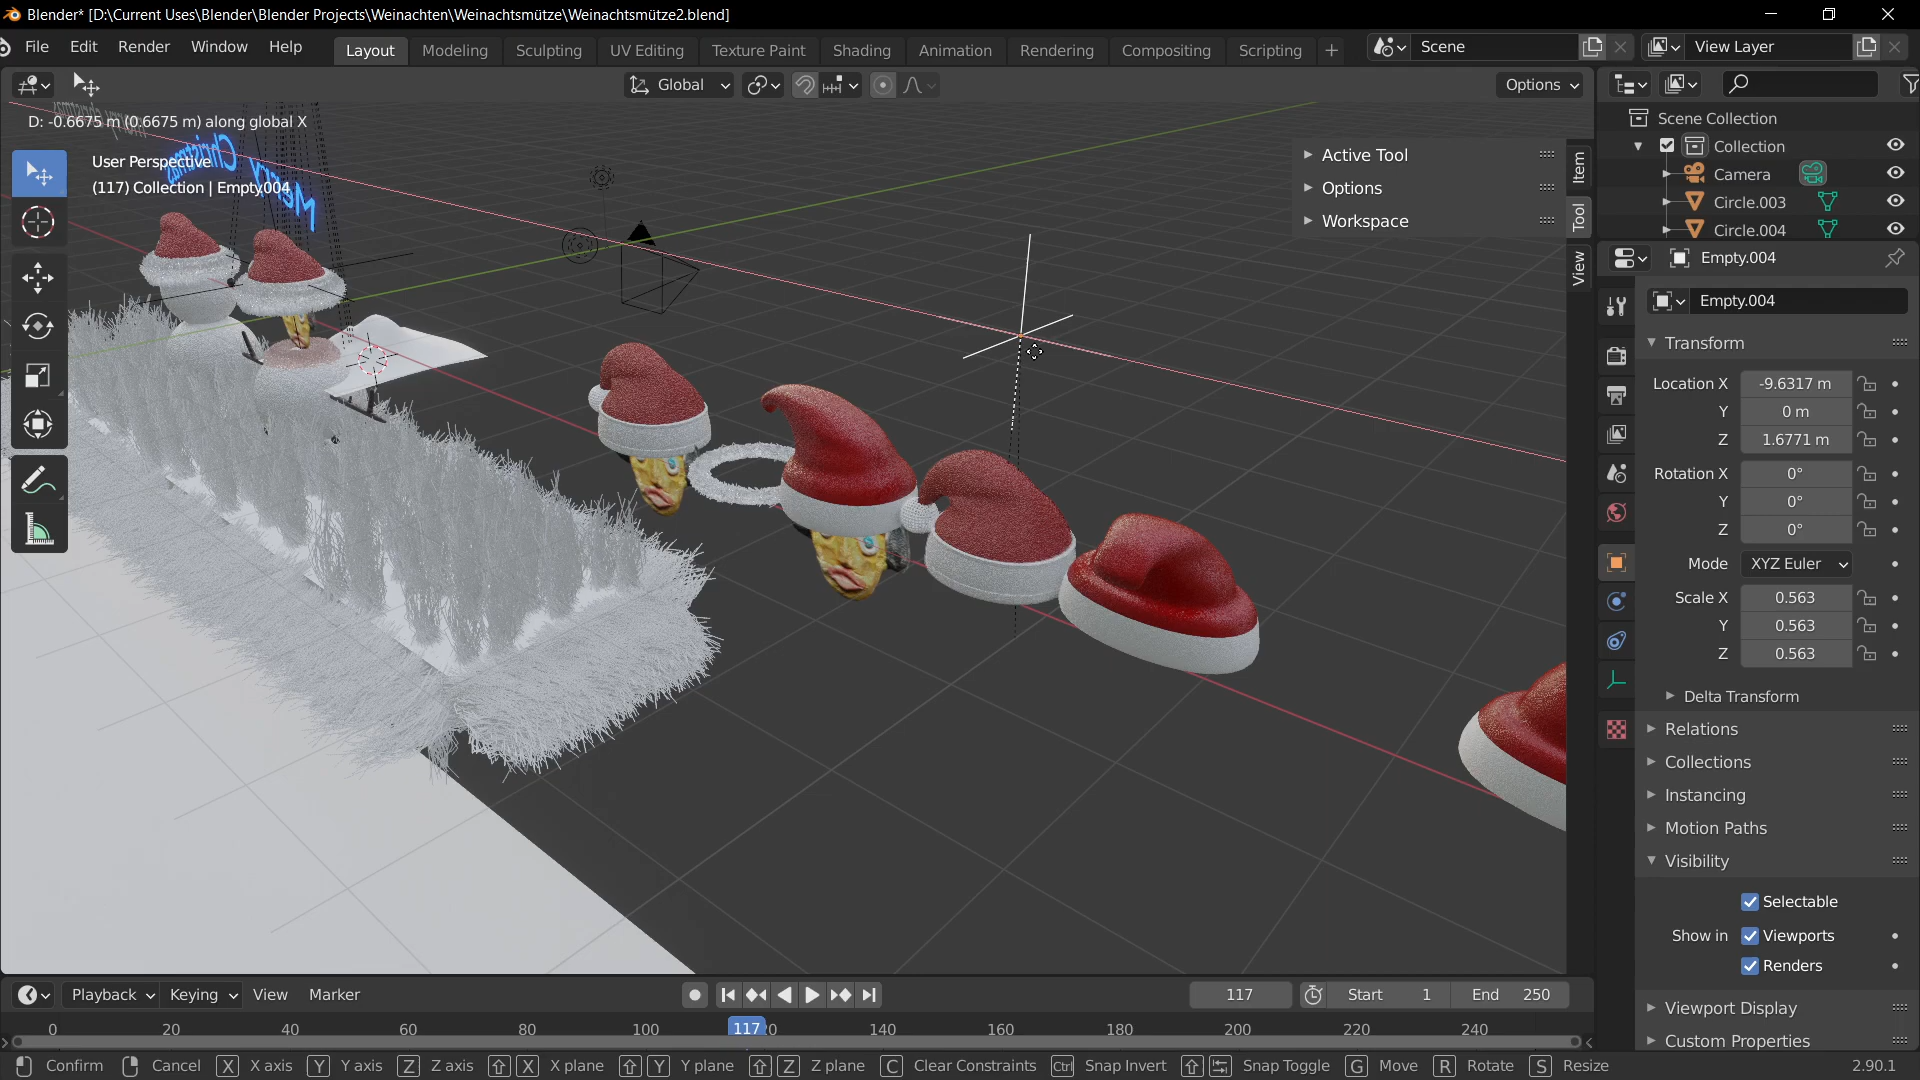 Blender* [D:\Current Uses\Blender\Blender Projects\Weinachten\Weinachtsmütze\Weinachtsmütze2.blend]
File Edit Render Window Help Layout Modeling Sculpting UV Editing Texture Paint Shading Animation Rendering Compositing Scripting + Scene View Layer
Global Options
D: -0.6675 m (0.6675 m) along global X
User Perspective
(117) Collection | Empty.004
Merry Christmas
Active Tool
Options
Workspace
Item
Tool
View
Scene Collection
Collection
Camera
Circle.003
Circle.004
Empty.004
Empty.004
Transform
Location X -9.6317 m
Y 0 m
Z 1.6771 m
Rotation X 0°
Y 0°
Z 0°
Mode XYZ Euler
Scale X 0.563
Y 0.563
Z 0.563
Delta Transform
Relations
Collections
Instancing
Motion Paths
Visibility
Selectable
Show in Viewports
Renders
Viewport Display
Custom Properties
Playback Keying View Marker 117 Start 1 End 250
0 20 40 60 80 100 117 140 160 180 200 220 240
Confirm Cancel X X axis Y Y axis Z Z axis X X plane Y Y plane Z Z plane C Clear Constraints Ctrl Snap Invert Snap Toggle G Move R Rotate S Resize 2.90.1